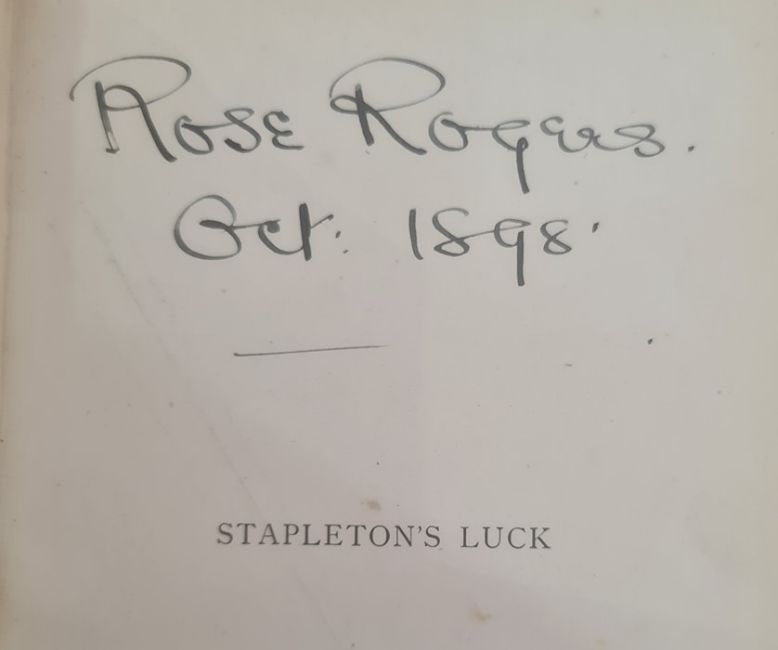 Rose Rogers.
Oct: 1898.
STAPLETON'S LUCK